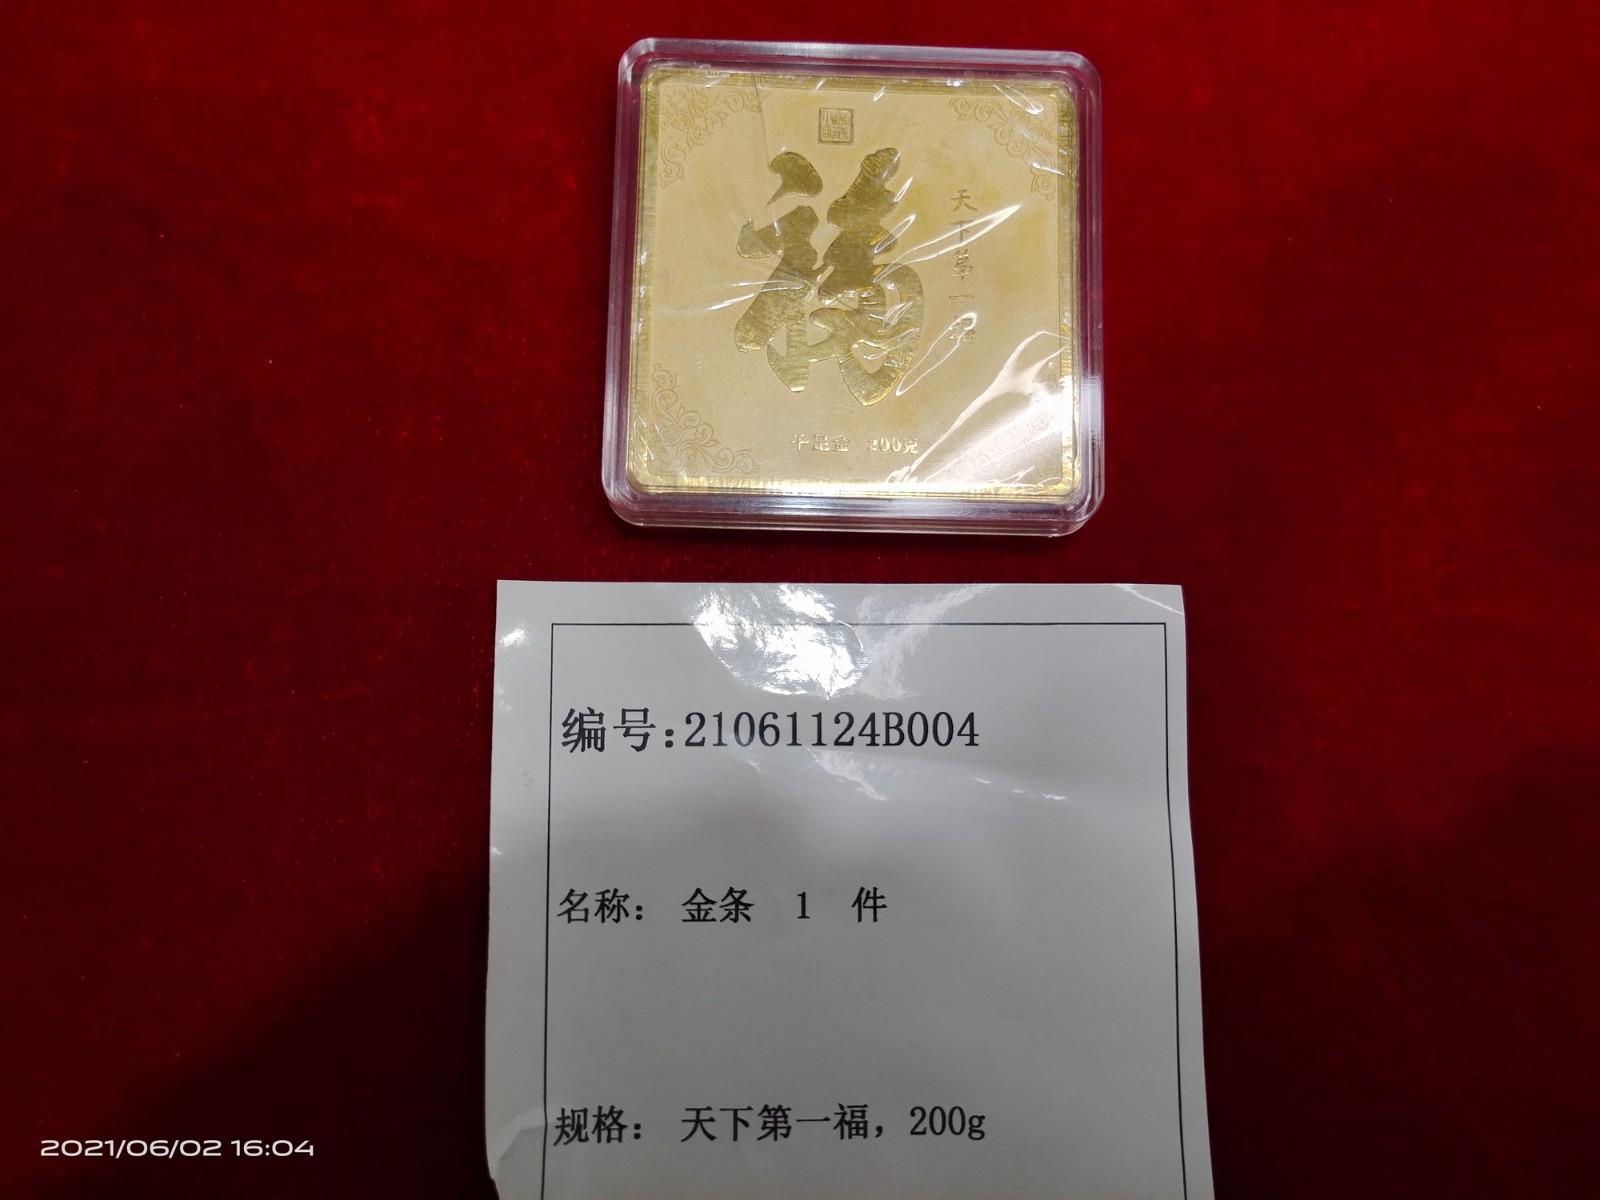 福
天下第一福
千足金 200克
编号:21061124B004
名称: 金条 1 件
规格: 天下第一福，200g
2021/06/02 16:04